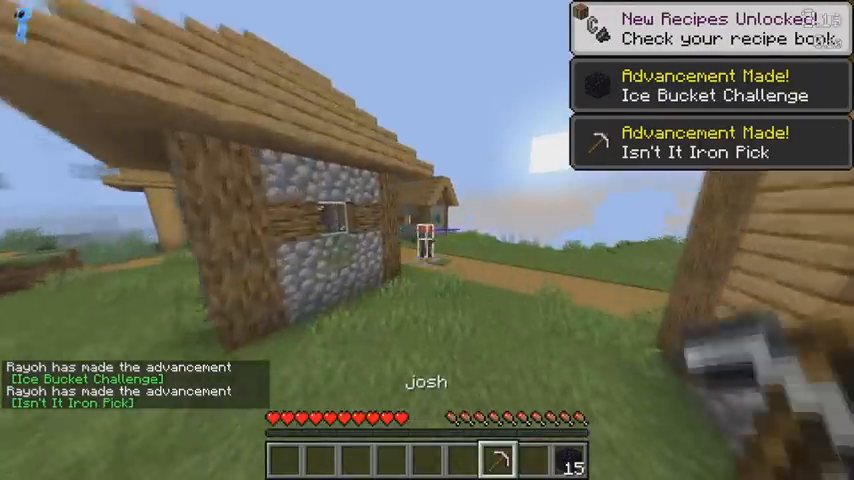 New Recipes Unlocked!
Check your recipe book
Advancement Made!
Ice Bucket Challenge
Advancement Made!
Isn't It Iron Pick
Rayoh has made the advancement
[Ice Bucket Challenge]
Rayoh has made the advancement
[Isn't It Iron Pick]
josh
15